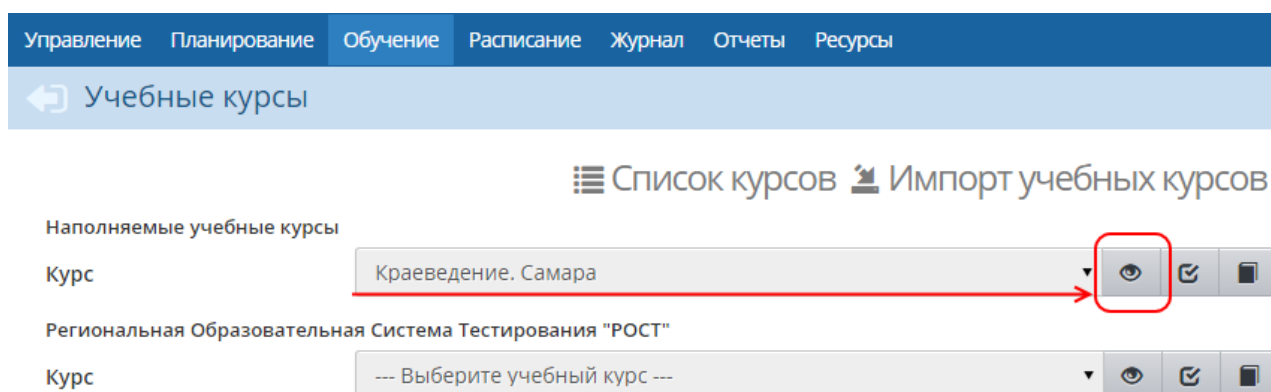 Управление Планирование Обучение Расписание Журнал Отчеты Ресурсы
Учебные курсы
Список курсов Импорт учебных курсов
Наполняемые учебные курсы
Курс Краеведение. Самара
Региональная Образовательная Система Тестирования "РОСТ"
Курс --- Выберите учебный курс ---